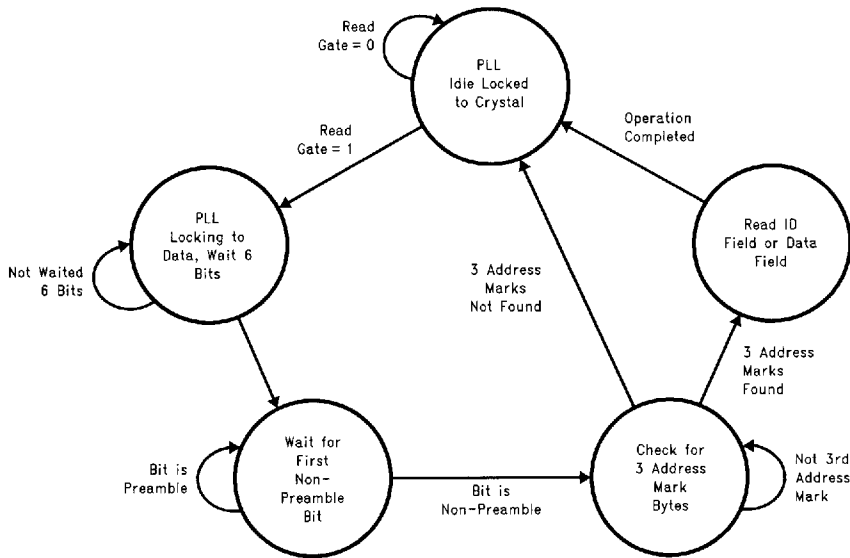 Read
Gate = 0
PLL
Idle Locked
to Crystal
Operation
Completed
Read
Gate = 1
PLL
Locking to
Data, Wait 6
Bits
Read ID
Field or Data
Field
Not Waited
6 Bits
3 Address
Marks
Not Found
3 Address
Marks
Found
Wait for
First
Non-
Preamble
Bit
Check for
3 Address
Mark
Bytes
Bit is
Preamble
Not 3rd
Address
Mark
Bit is
Non-Preamble